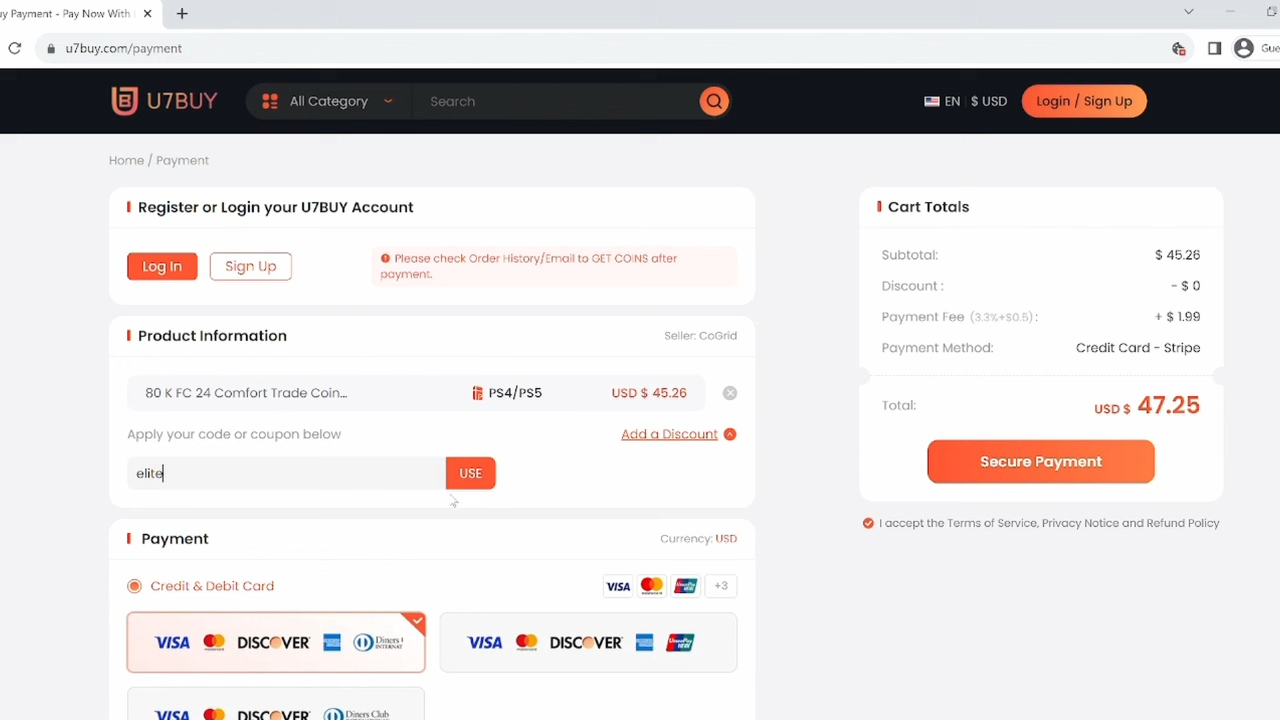 uy Payment - Pay Now With
u7buy.com/payment
Gue
U7BUY
All Category
Search
EN | $ USD
Login / Sign Up
Home / Payment
Register or Login your U7BUY Account
Log In
Sign Up
Please check Order History/Email to GET COINS after
payment.
Product Information
Seller: CoGrid
80 K FC 24 Comfort Trade Coin...
PS4/PS5
USD $ 45.26
Apply your code or coupon below
Add a Discount
elite
USE
Payment
Currency: USD
Credit & Debit Card
VISA
+3
VISA DISCOVER Diners
VISA DISCOVER
VISA DISCOVER Diners Club
Cart Totals
Subtotal: $ 45.26
Discount : - $ 0
Payment Fee (3.3%+$0.5) : + $ 1.99
Payment Method: Credit Card - Stripe
Total: USD $ 47.25
Secure Payment
I accept the Terms of Service, Privacy Notice and Refund Policy